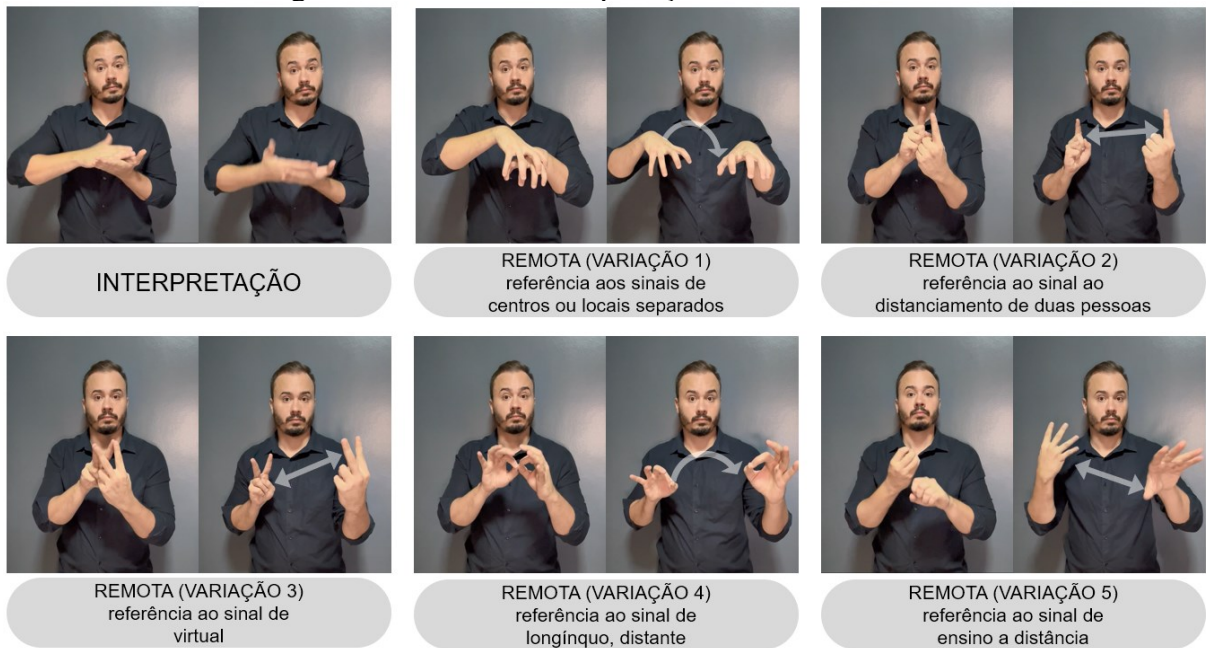 INTERPRETAÇÃO
REMOTA (VARIAÇÃO 1)
referência aos sinais de
centros ou locais separados
REMOTA (VARIAÇÃO 2)
referência ao sinal ao
distanciamento de duas pessoas
REMOTA (VARIAÇÃO 3)
referência ao sinal de
virtual
REMOTA (VARIAÇÃO 4)
referência ao sinal de
longínquo, distante
REMOTA (VARIAÇÃO 5)
referência ao sinal de
ensino a distância